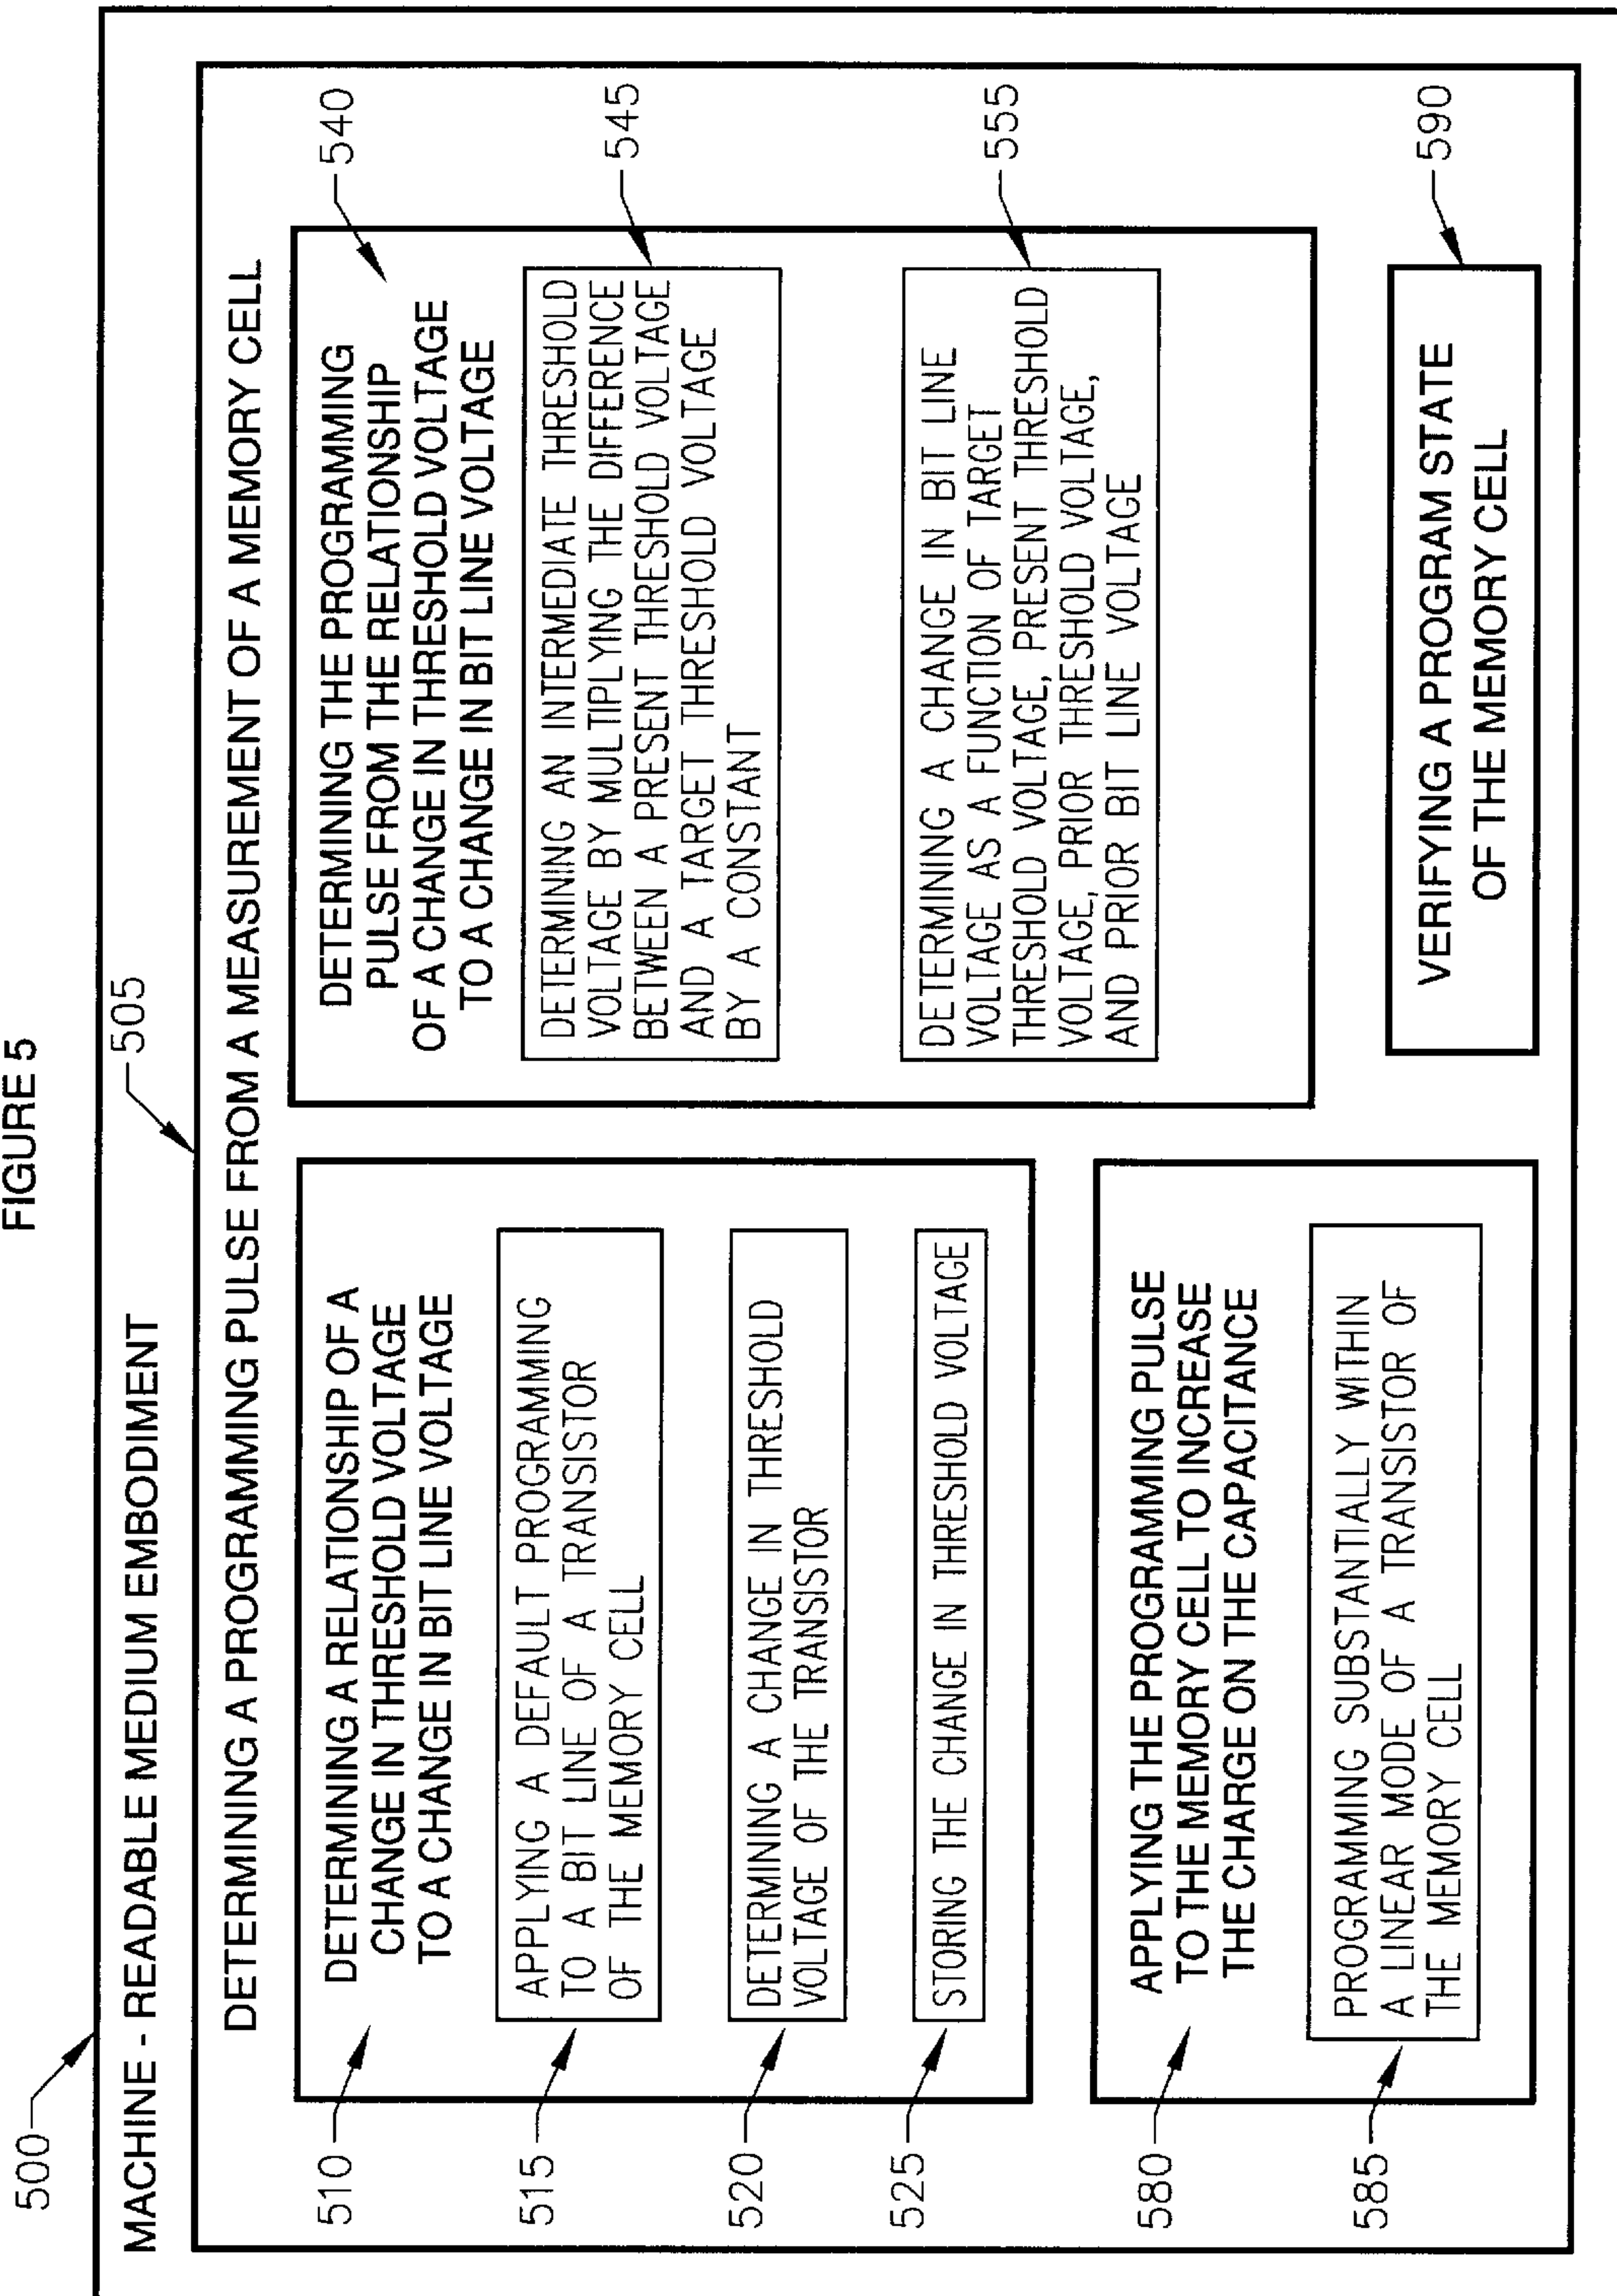 FIGURE 5
500
MACHINE - READABLE MEDIUM EMBODIMENT
505
DETERMINING A PROGRAMMING PULSE FROM A MEASUREMENT OF A MEMORY CELL
510
DETERMINING A RELATIONSHIP OF A
CHANGE IN THRESHOLD VOLTAGE
TO A CHANGE IN BIT LINE VOLTAGE
515
APPLYING A DEFAULT PROGRAMMING
TO A BIT LINE OF A TRANSISTOR
OF THE MEMORY CELL
520
DETERMINING A CHANGE IN THRESHOLD
VOLTAGE OF THE TRANSISTOR
525
STORING THE CHANGE IN THRESHOLD VOLTAGE
540
DETERMINING THE PROGRAMMING
PULSE FROM THE RELATIONSHIP
OF A CHANGE IN THRESHOLD VOLTAGE
TO A CHANGE IN BIT LINE VOLTAGE
545
DETERMINING AN INTERMEDIATE THRESHOLD
VOLTAGE BY MULTIPLYING THE DIFFERENCE
BETWEEN A PRESENT THRESHOLD VOLTAGE
AND A TARGET THRESHOLD VOLTAGE
BY A CONSTANT
555
DETERMINING A CHANGE IN BIT LINE
VOLTAGE AS A FUNCTION OF TARGET
THRESHOLD VOLTAGE, PRESENT THRESHOLD
VOLTAGE, PRIOR THRESHOLD VOLTAGE,
AND PRIOR BIT LINE VOLTAGE
580
APPLYING THE PROGRAMMING PULSE
TO THE MEMORY CELL TO INCREASE
THE CHARGE ON THE CAPACITANCE
585
PROGRAMMING SUBSTANTIALLY WITHIN
A LINEAR MODE OF A TRANSISTOR OF
THE MEMORY CELL
590
VERIFYING A PROGRAM STATE
OF THE MEMORY CELL